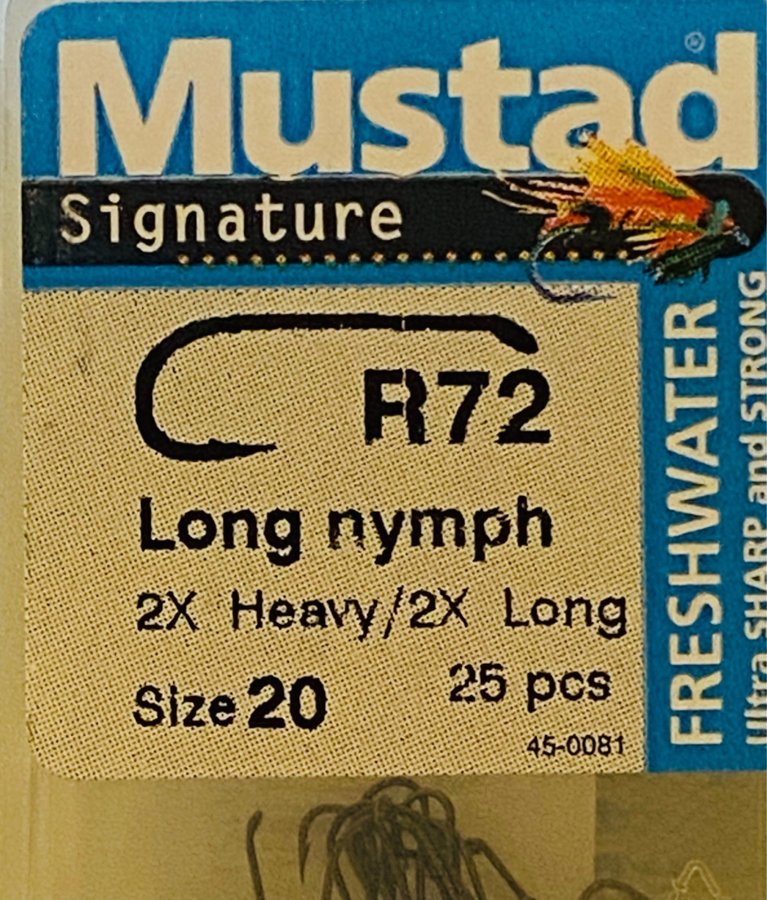 Mustad®
Signature
R72
Long nymph
2X Heavy/2X Long
Size 20 25 pcs
45-0081
FRESHWATER
Ultra SHARP and STRONG